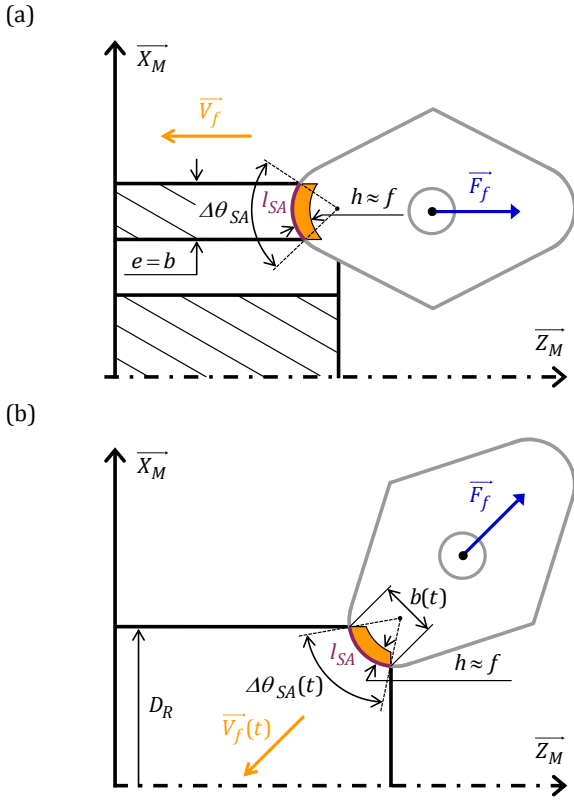 (a)
X_M
V_f
Δθ_SA
l_SA
h ≈ f
F_f
e = b
Z_M
(b)
X_M
F_f
b(t)
l_SA
Δθ_SA(t)
h ≈ f
D_R
V_f(t)
Z_M